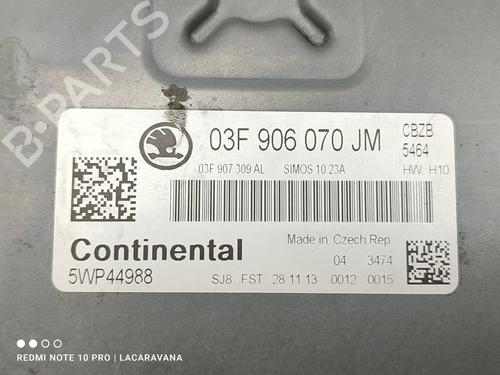 B-PARTS
03F 906 070 JM
CBZB
5464
03F 907 309 AL
SIMOS 10.23A
HW: H10
Continental
5WP44988
Made in Czech Rep
04 3474
SJ8 FST 28 11 13 0012 0015
REDMI NOTE 10 PRO | LACARAVANA